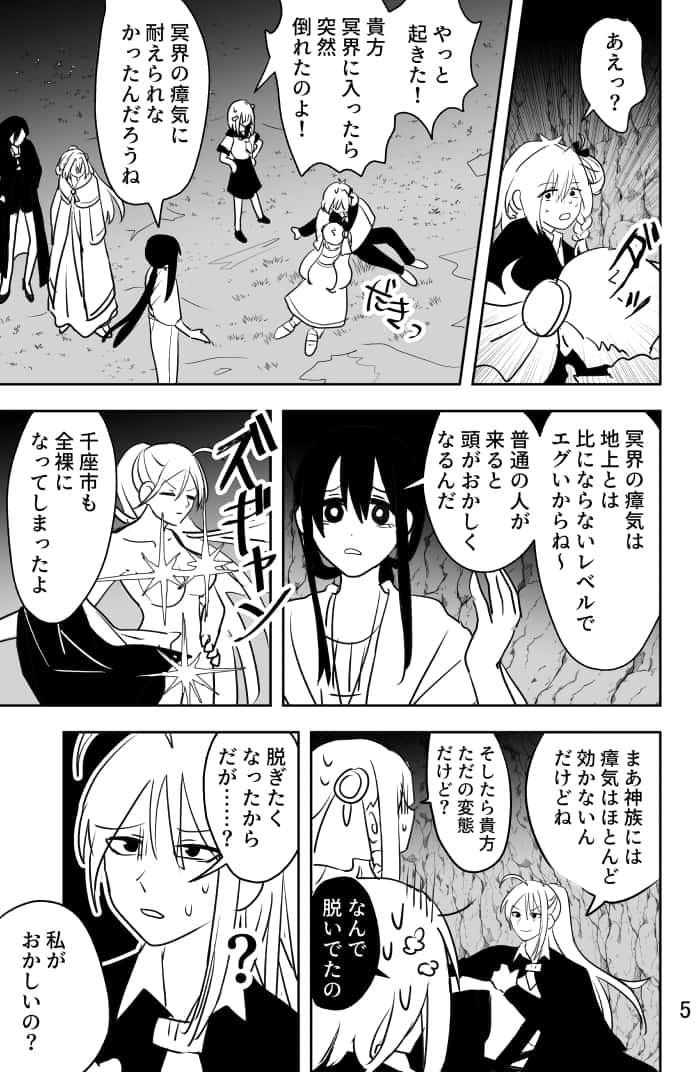 あえっ?
がばっ
やっと
起きた!
貴方
冥界に入ったら
突然
倒れたのよ!
だきっ
冥界の瘴気に
耐えられな
かったんだろうね
冥界の瘴気は
地上とは
比にならないレベルで
エグいからね~
普通の人が
来ると
頭がおかしく
なるんだ
ズギャン
千座市も
全裸に
なってしまったよ
まあ神族には
瘴気はほとんど
効かないん
だけどね
そしたら貴方
ただの変態
だけど?
なんで
脱いでたの
脱ぎたく
なったから
だが……?
?
私が
おかしいの?
5